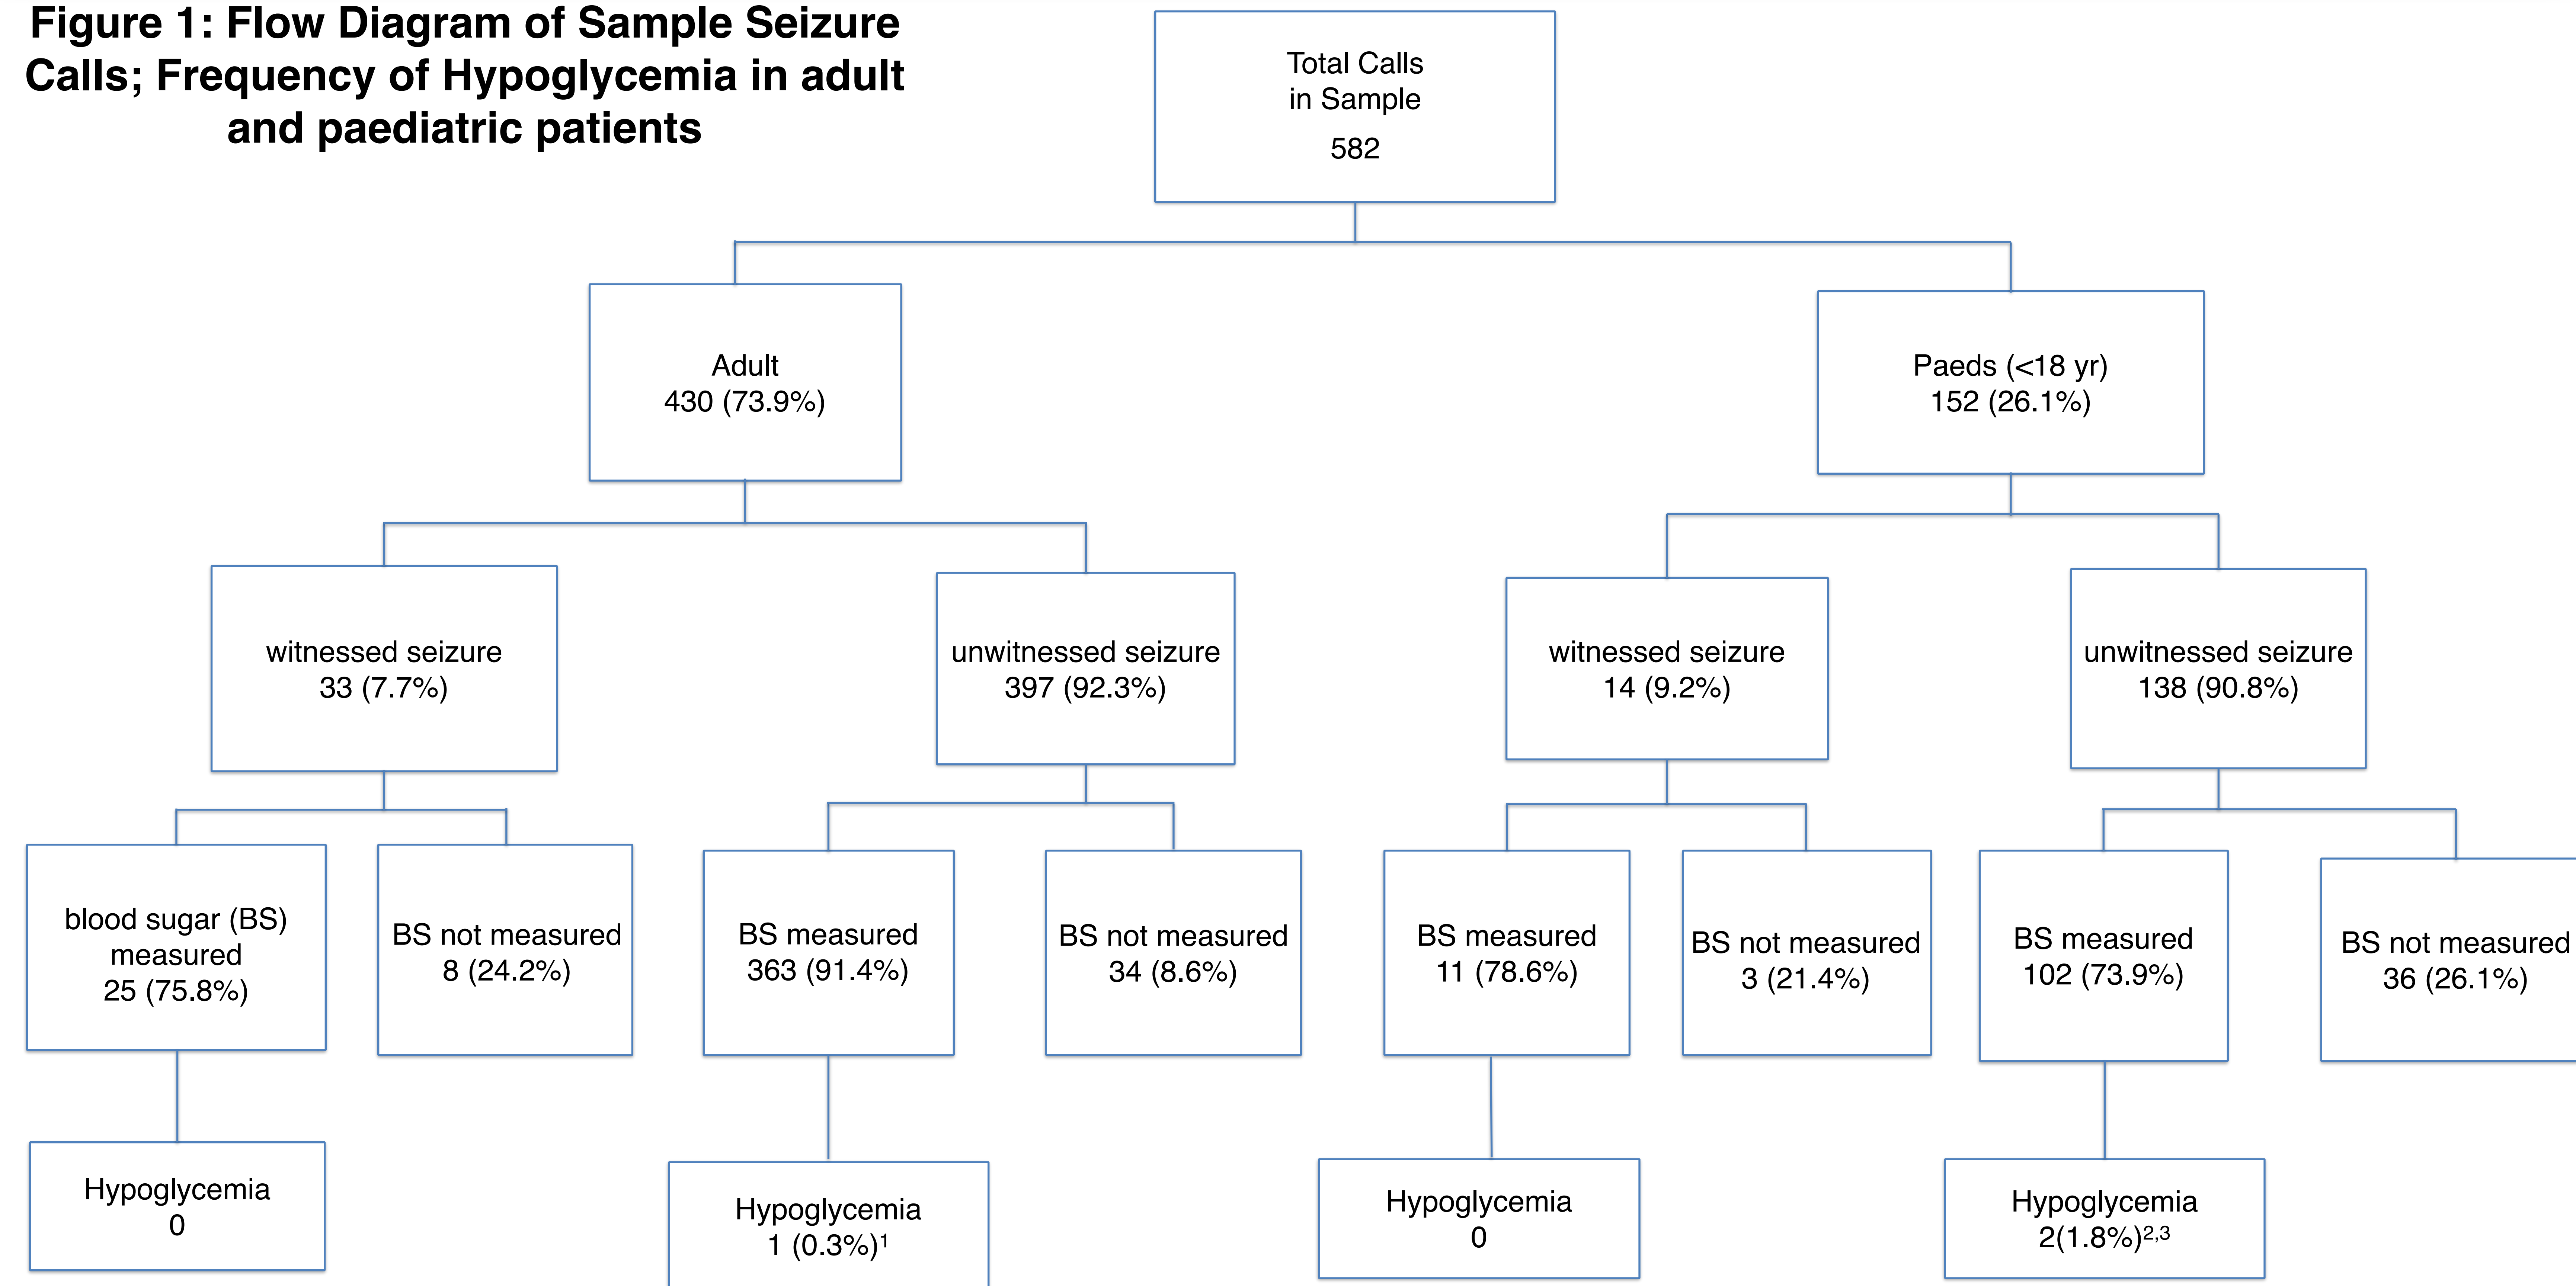 Figure 1: Flow Diagram of Sample Seizure
Calls; Frequency of Hypoglycemia in adult
and paediatric patients
Total Calls
in Sample
582
Adult
430 (73.9%)
Paeds (<18 yr)
152 (26.1%)
witnessed seizure
33 (7.7%)
unwitnessed seizure
397 (92.3%)
witnessed seizure
14 (9.2%)
unwitnessed seizure
138 (90.8%)
blood sugar (BS)
measured
25 (75.8%)
BS not measured
8 (24.2%)
BS measured
363 (91.4%)
BS not measured
34 (8.6%)
BS measured
11 (78.6%)
BS not measured
3 (21.4%)
BS measured
102 (73.9%)
BS not measured
36 (26.1%)
Hypoglycemia
0
Hypoglycemia
1 (0.3%)¹
Hypoglycemia
0
Hypoglycemia
2(1.8%)²,³